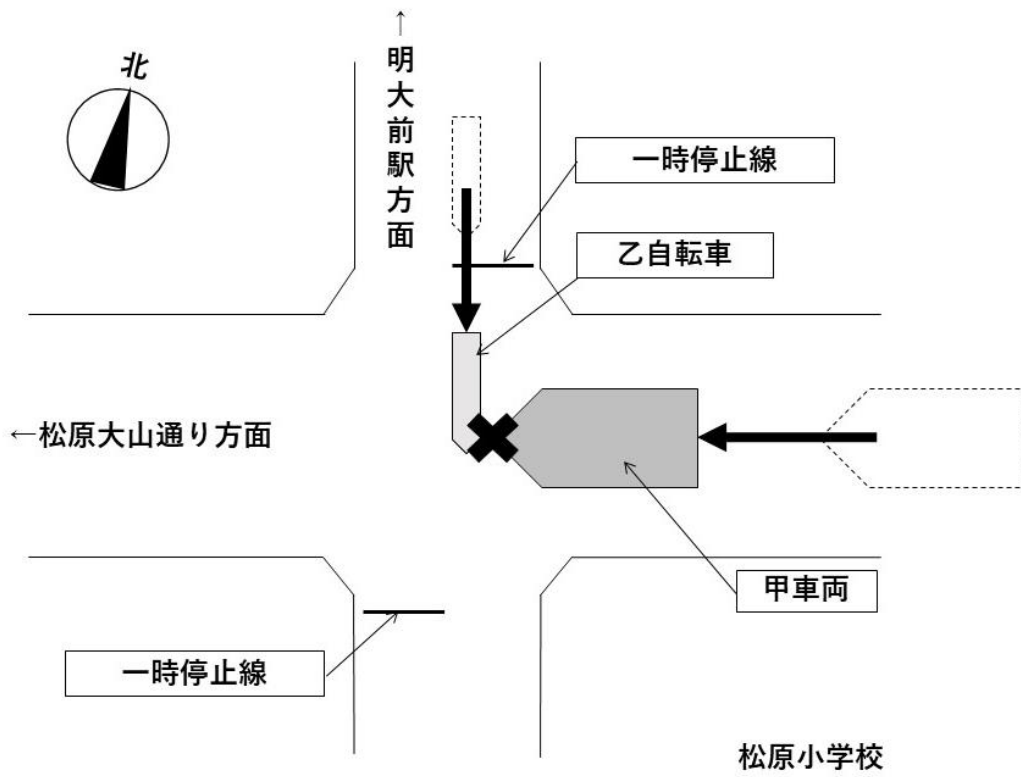 ↑
明大前駅方面
北
一時停止線
乙自転車
←松原大山通り方面
甲車両
一時停止線
松原小学校